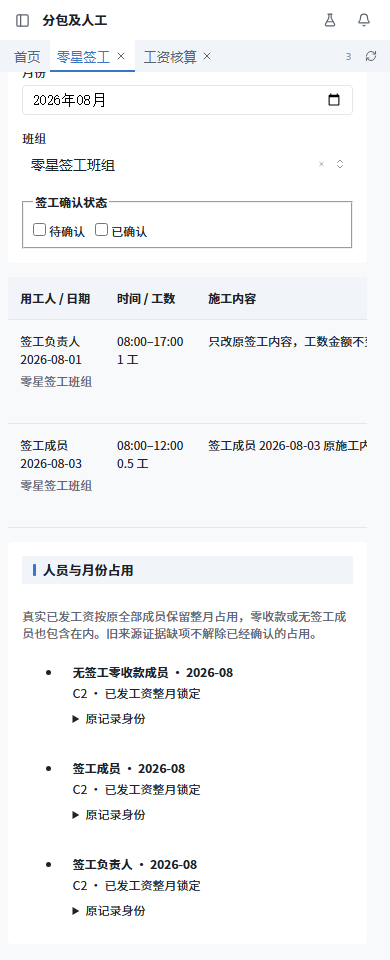 分包及人工
首页 零星签工 × 工资核算 × 3
月份
2026年08月
班组
零星签工班组 ×
签工确认状态
待确认 已确认
用工人 / 日期 时间 / 工数 施工内容
签工负责人 08:00–17:00 只改原签工内容，工数金额不
2026-08-01 1 工
零星签工班组
签工成员 08:00–12:00 签工成员 2026-08-03 原施工内
2026-08-03 0.5 工
零星签工班组
人员与月份占用
真实已发工资按原全部成员保留整月占用，零收款或无签工成
员也包含在内。旧来源证据缺项不解除已经确认的占用。
• 无签工零收款成员 · 2026-08
C2 · 已发工资整月锁定
▶ 原记录身份
• 签工成员 · 2026-08
C2 · 已发工资整月锁定
▶ 原记录身份
• 签工负责人 · 2026-08
C2 · 已发工资整月锁定
▶ 原记录身份